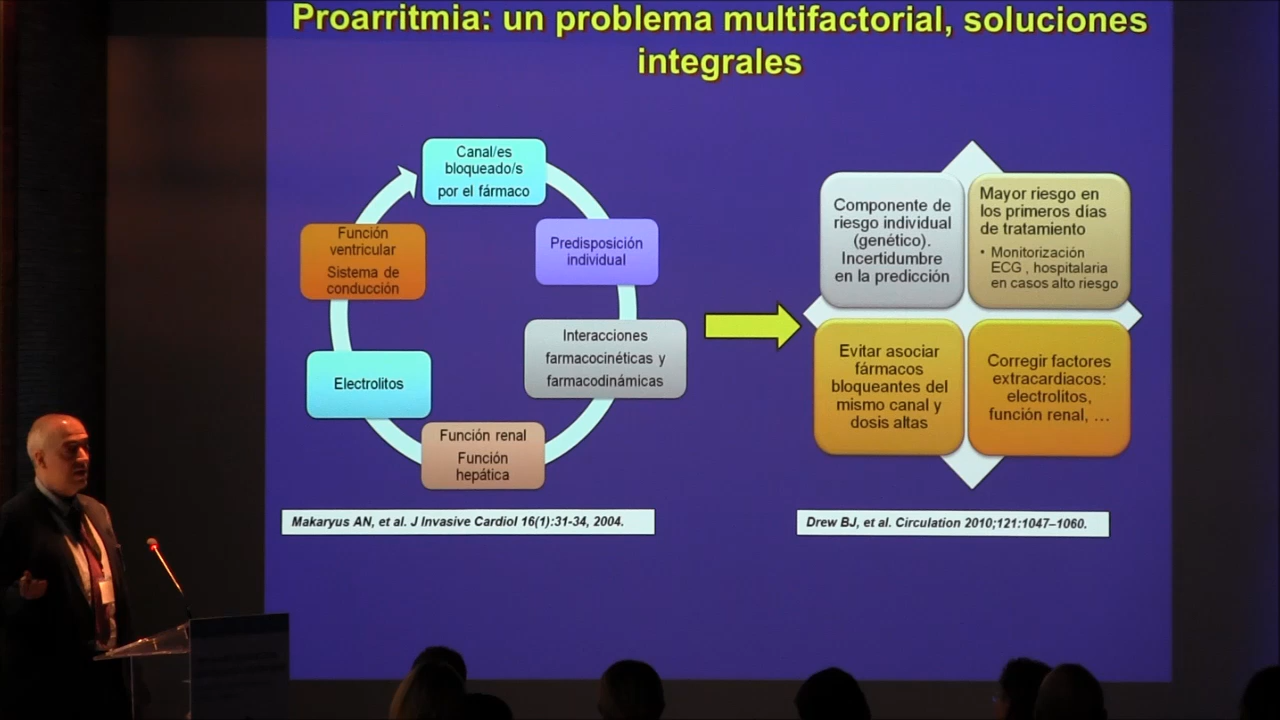 Proarritmia: un problema multifactorial, soluciones
integrales
Canal/es
bloqueado/s
por el fármaco
Predisposición
individual
Interacciones
farmacocinéticas y
farmacodinámicas
Función renal
Función
hepática
Electrolitos
Función
ventricular
Sistema de
conducción
Makaryus AN, et al. J Invasive Cardiol 16(1):31-34, 2004.
Componente de
riesgo individual
(genético).
Incertidumbre
en la predicción
Mayor riesgo en
los primeros días
de tratamiento
• Monitorización
ECG , hospitalaria
en casos alto riesgo
Evitar asociar
fármacos
bloqueantes del
mismo canal y
dosis altas
Corregir factores
extracardiacos:
electrolitos,
función renal, …
Drew BJ, et al. Circulation 2010;121:1047–1060.